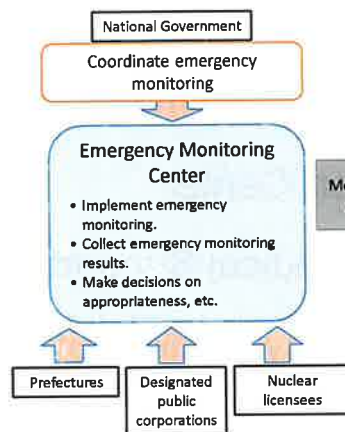 National Government
Coordinate emergency
monitoring
Emergency Monitoring
Center
• Implement emergency
monitoring.
• Collect emergency monitoring
results.
• Make decisions on
appropriateness, etc.
Prefectures
Designated
public
corporations
Nuclear
licensees